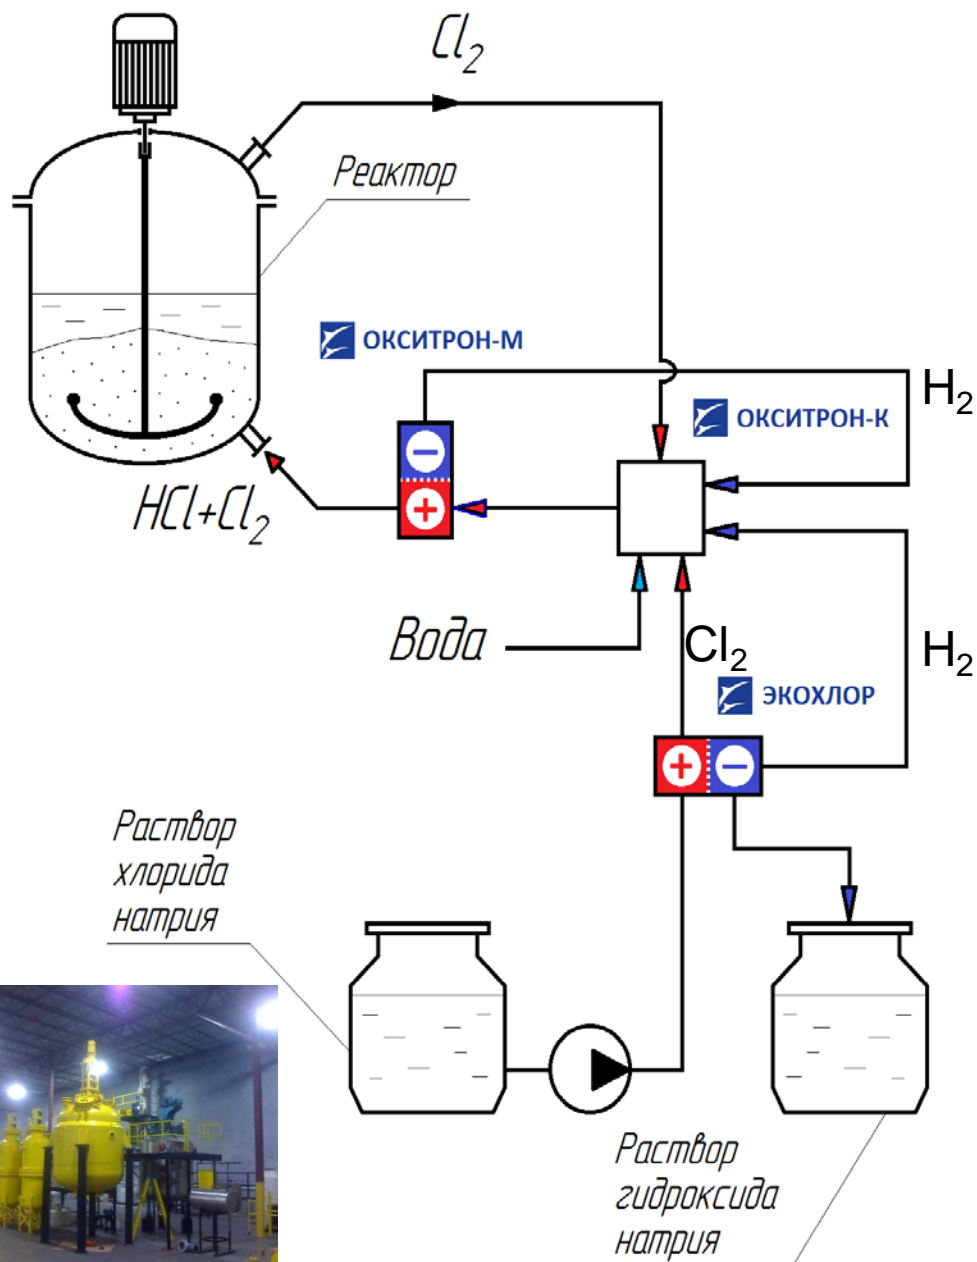 Cl2
Реактор
ОКСИТРОН-М
H2
ОКСИТРОН-К
HCl+Cl2
Вода
Cl2
H2
ЭКОХЛОР
Раствор
хлорида
натрия
Раствор
гидроксида
натрия